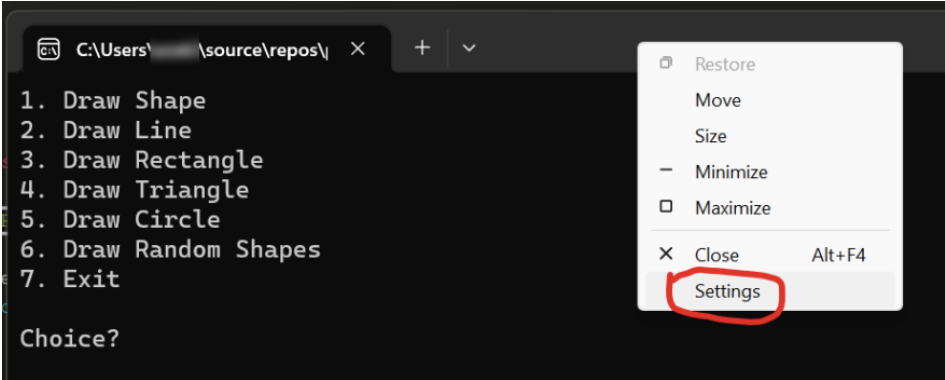 C:\Users\ \source\repos\
1. Draw Shape
2. Draw Line
3. Draw Rectangle
4. Draw Triangle
5. Draw Circle
6. Draw Random Shapes
7. Exit
Choice?
Restore
Move
Size
Minimize
Maximize
Close Alt+F4
Settings